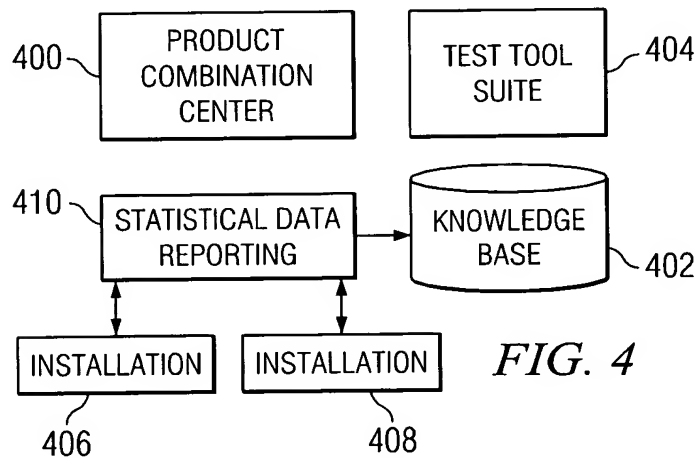 400
PRODUCT
COMBINATION
CENTER
TEST TOOL
SUITE
404
410
STATISTICAL DATA
REPORTING
KNOWLEDGE
BASE
402
INSTALLATION
INSTALLATION
FIG. 4
406
408